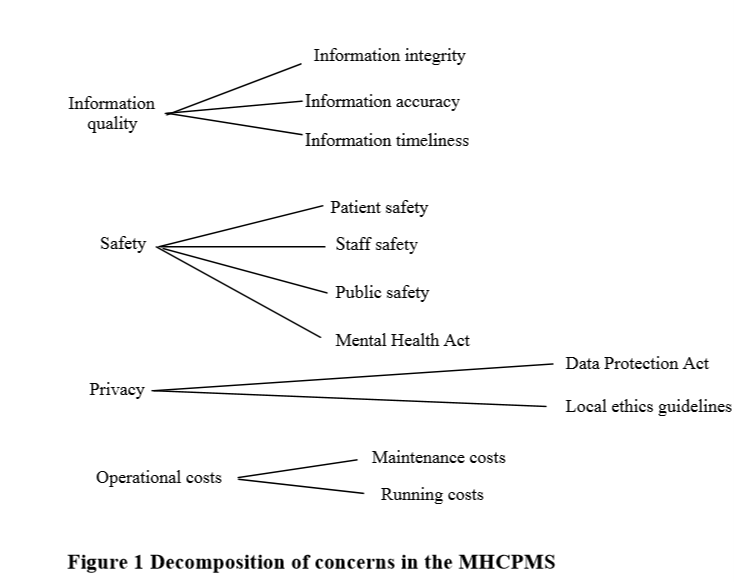 Information integrity
Information
quality
Information accuracy
Information timeliness
Patient safety
Safety
Staff safety
Public safety
Mental Health Act
Data Protection Act
Privacy
Local ethics guidelines
Maintenance costs
Operational costs
Running costs
Figure 1 Decomposition of concerns in the MHCPMS